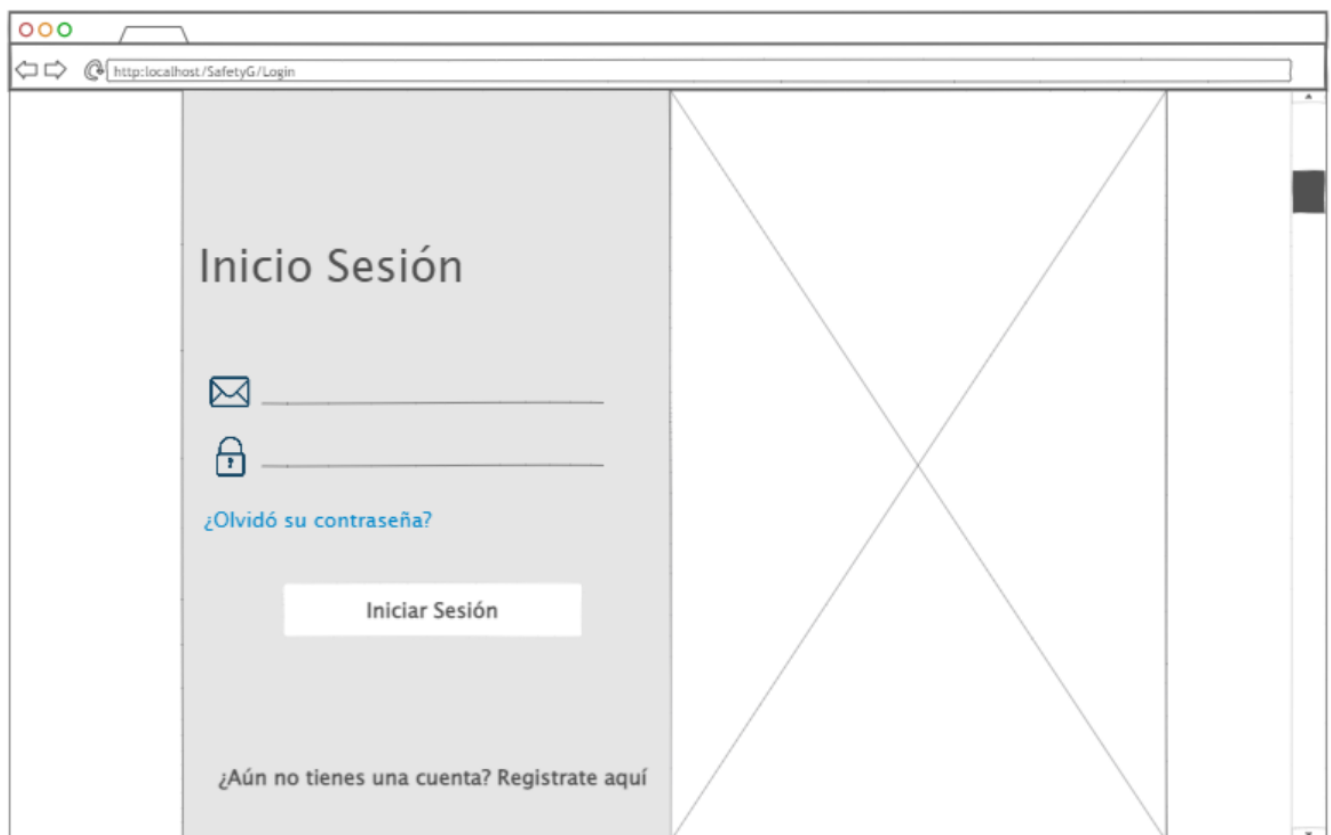 http:localhost/SafetyG/Login
Inicio Sesión
¿Olvidó su contraseña?
Iniciar Sesión
¿Aún no tienes una cuenta? Registrate aquí